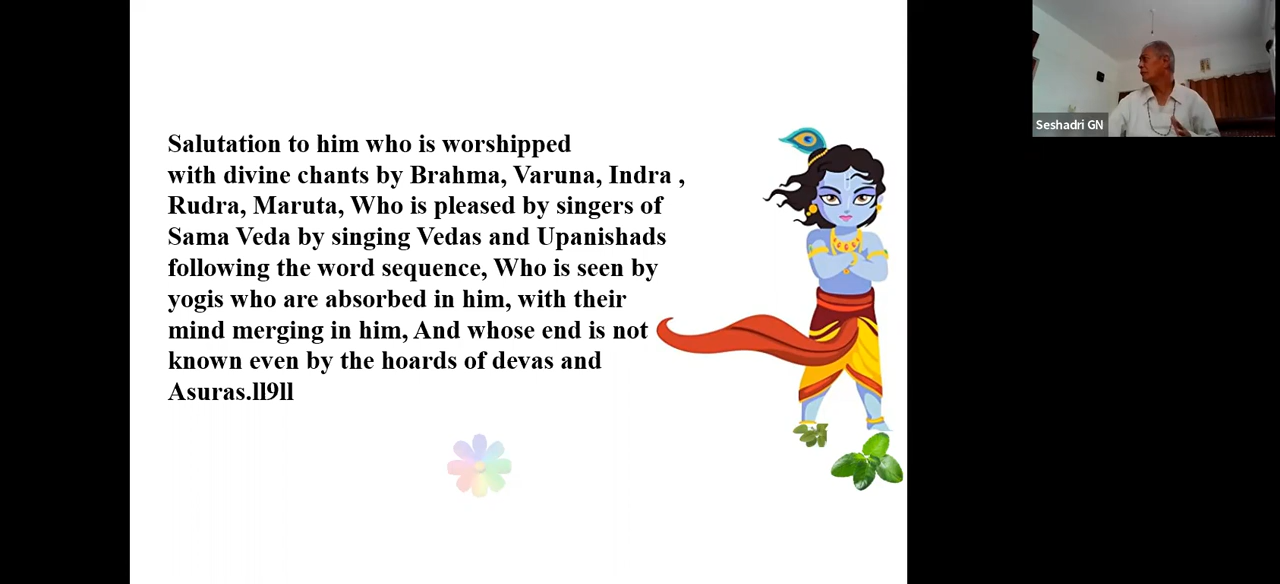 Salutation to him who is worshipped
with divine chants by Brahma, Varuna, Indra ,
Rudra, Maruta, Who is pleased by singers of
Sama Veda by singing Vedas and Upanishads
following the word sequence, Who is seen by
yogis who are absorbed in him, with their
mind merging in him, And whose end is not
known even by the hoards of devas and
Asuras.ll9ll
Seshadri GN